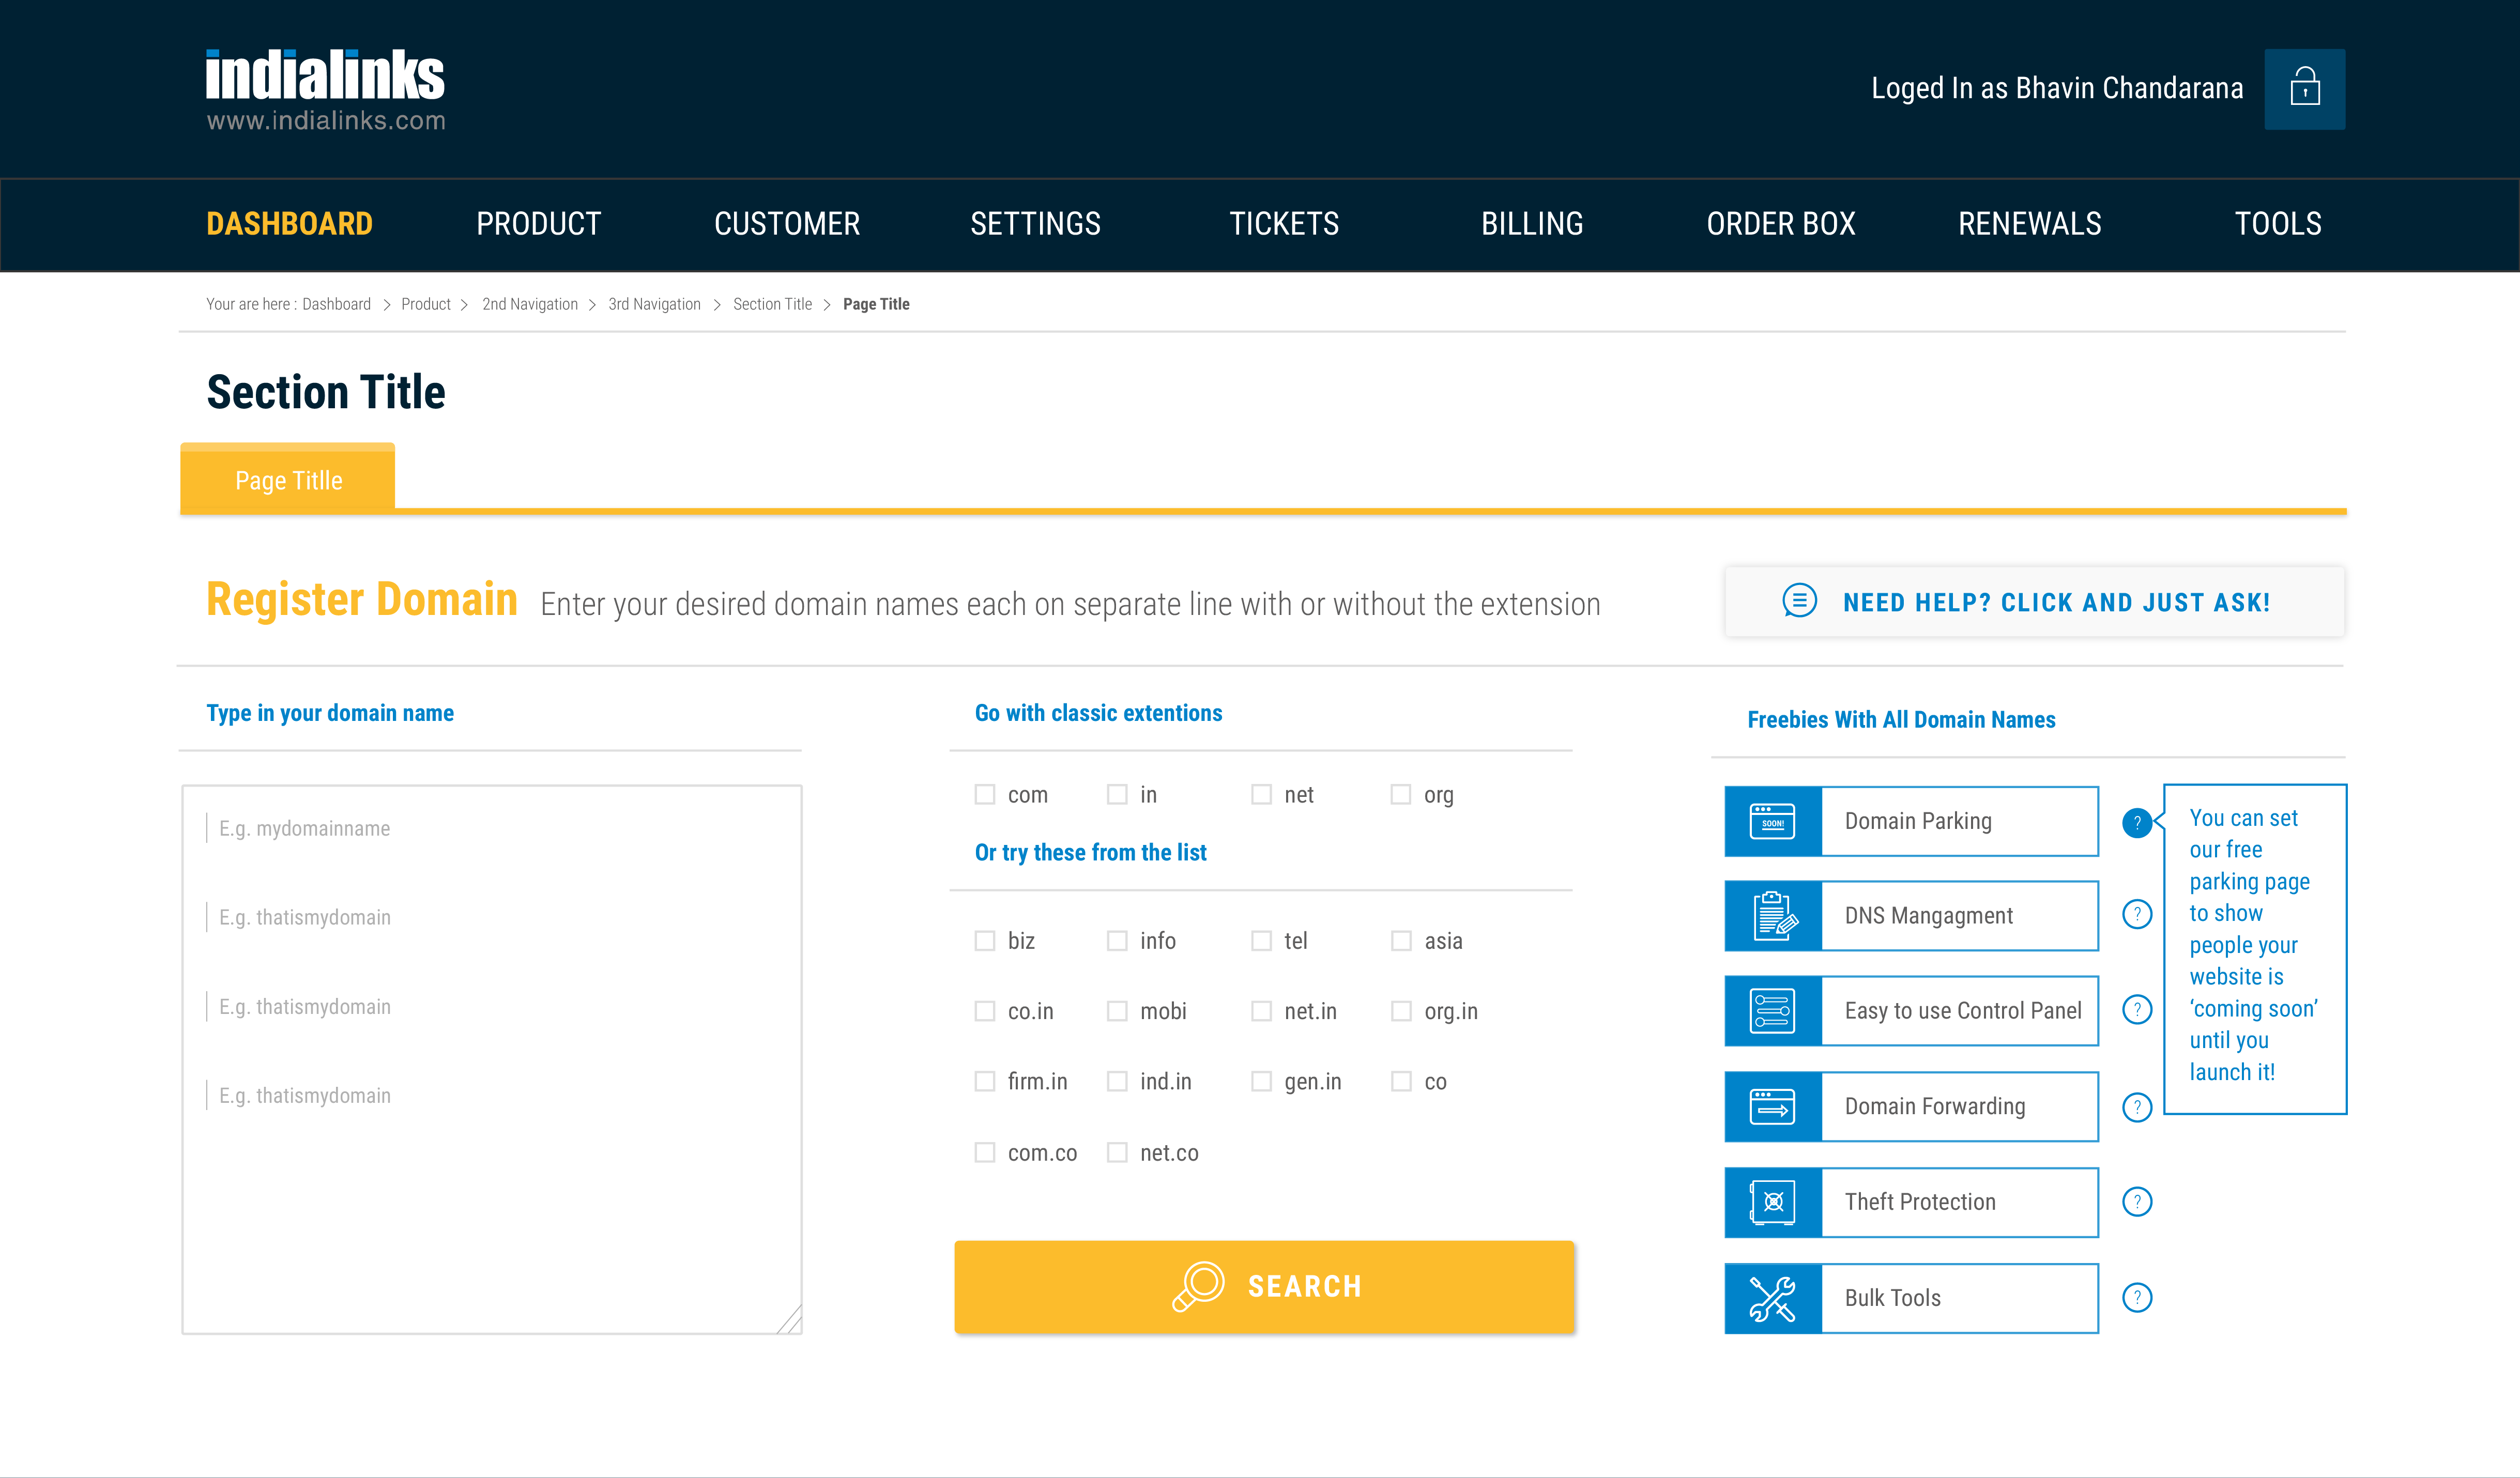 indialinks
www.indialinks.com
Loged In as Bhavin Chandarana
DASHBOARD PRODUCT CUSTOMER SETTINGS TICKETS BILLING ORDER BOX RENEWALS TOOLS
Your are here : Dashboard > Product > 2nd Navigation > 3rd Navigation > Section Title > Page Title
Section Title
Page Titlle
Register Domain Enter your desired domain names each on separate line with or without the extension
NEED HELP? CLICK AND JUST ASK!
Type in your domain name
E.g. mydomainname
E.g. thatismydomain
E.g. thatismydomain
E.g. thatismydomain
Go with classic extentions
com in net org
Or try these from the list
biz info tel asia
co.in mobi net.in org.in
firm.in ind.in gen.in co
com.co net.co
SEARCH
Freebies With All Domain Names
SOON!
Domain Parking
?
DNS Mangagment
?
Easy to use Control Panel
?
Domain Forwarding
?
Theft Protection
?
Bulk Tools
?
You can set
our free
parking page
to show
people your
website is
‘coming soon’
until you
launch it!